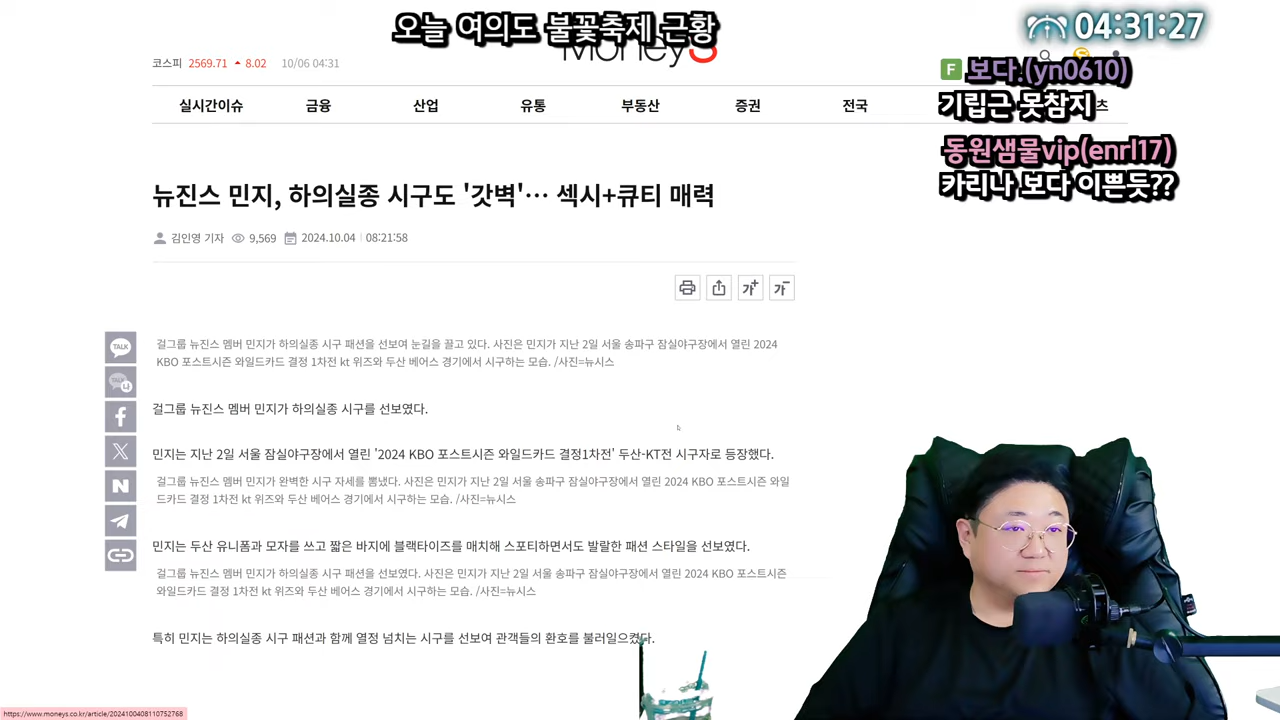 오늘 여의도 불꽃축제 근황
04:31:27
MoneyS
코스피 2569.71 8.02 10/06 04:31
F 보다.(yn0610)
기립근 못참지
실시간이슈 금융 산업 유통 부동산 증권 전국 츠
동원샘물vip(enrl17)
카리나 보다 이쁜듯??
뉴진스 민지, 하의실종 시구도 '갓벽'… 섹시+큐티 매력
김인영 기자 9,569 2024.10.04 08:21:58
가+ 가-
TALK
걸그룹 뉴진스 멤버 민지가 하의실종 시구 패션을 선보여 눈길을 끌고 있다. 사진은 민지가 지난 2일 서울 송파구 잠실야구장에서 열린 2024
KBO 포스트시즌 와일드카드 결정 1차전 kt 위즈와 두산 베어스 경기에서 시구하는 모습. /사진=뉴시스
걸그룹 뉴진스 멤버 민지가 하의실종 시구를 선보였다.
민지는 지난 2일 서울 잠실야구장에서 열린 '2024 KBO 포스트시즌 와일드카드 결정1차전' 두산-KT전 시구자로 등장했다.
걸그룹 뉴진스 멤버 민지가 완벽한 시구 자세를 뽐냈다. 사진은 민지가 지난 2일 서울 송파구 잠실야구장에서 열린 2024 KBO 포스트시즌 와일
드카드 결정 1차전 kt 위즈와 두산 베어스 경기에서 시구하는 모습. /사진=뉴시스
민지는 두산 유니폼과 모자를 쓰고 짧은 바지에 블랙타이즈를 매치해 스포티하면서도 발랄한 패션 스타일을 선보였다.
걸그룹 뉴진스 멤버 민지가 하의실종 시구 패션을 선보였다. 사진은 민지가 지난 2일 서울 송파구 잠실야구장에서 열린 2024 KBO 포스트시즌
와일드카드 결정 1차전 kt 위즈와 두산 베어스 경기에서 시구하는 모습. /사진=뉴시스
특히 민지는 하의실종 시구 패션과 함께 열정 넘치는 시구를 선보여 관객들의 환호를 불러일으켰다.
https://www.moneys.co.kr/article/2024100408110752768